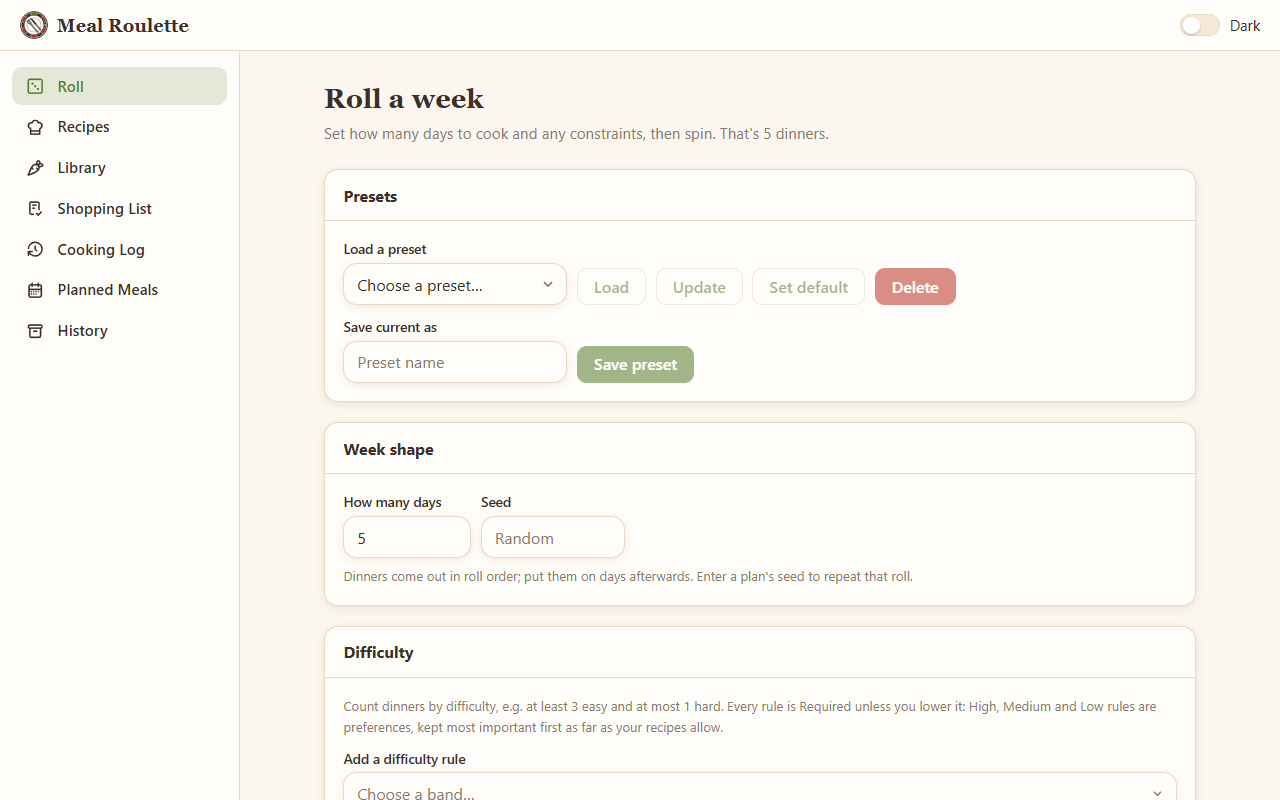 Meal Roulette
Dark
Roll
Recipes
Library
Shopping List
Cooking Log
Planned Meals
History
Roll a week
Set how many days to cook and any constraints, then spin. That's 5 dinners.
Presets
Load a preset
Choose a preset... Load Update Set default Delete
Save current as
Preset name Save preset
Week shape
How many days Seed
5 Random
Dinners come out in roll order; put them on days afterwards. Enter a plan's seed to repeat that roll.
Difficulty
Count dinners by difficulty, e.g. at least 3 easy and at most 1 hard. Every rule is Required unless you lower it: High, Medium and Low rules are
preferences, kept most important first as far as your recipes allow.
Add a difficulty rule
Choose a band...